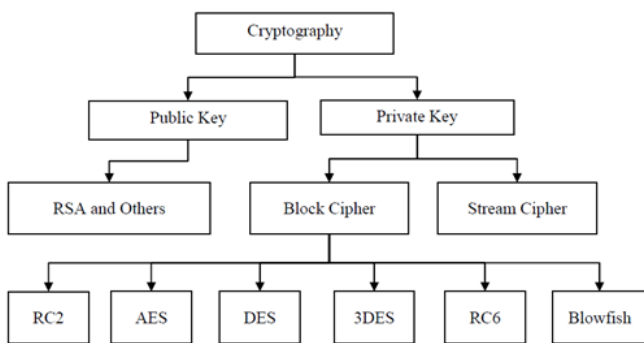 Cryptography
Public Key
Private Key
RSA and Others
Block Cipher
Stream Cipher
RC2
AES
DES
3DES
RC6
Blowfish